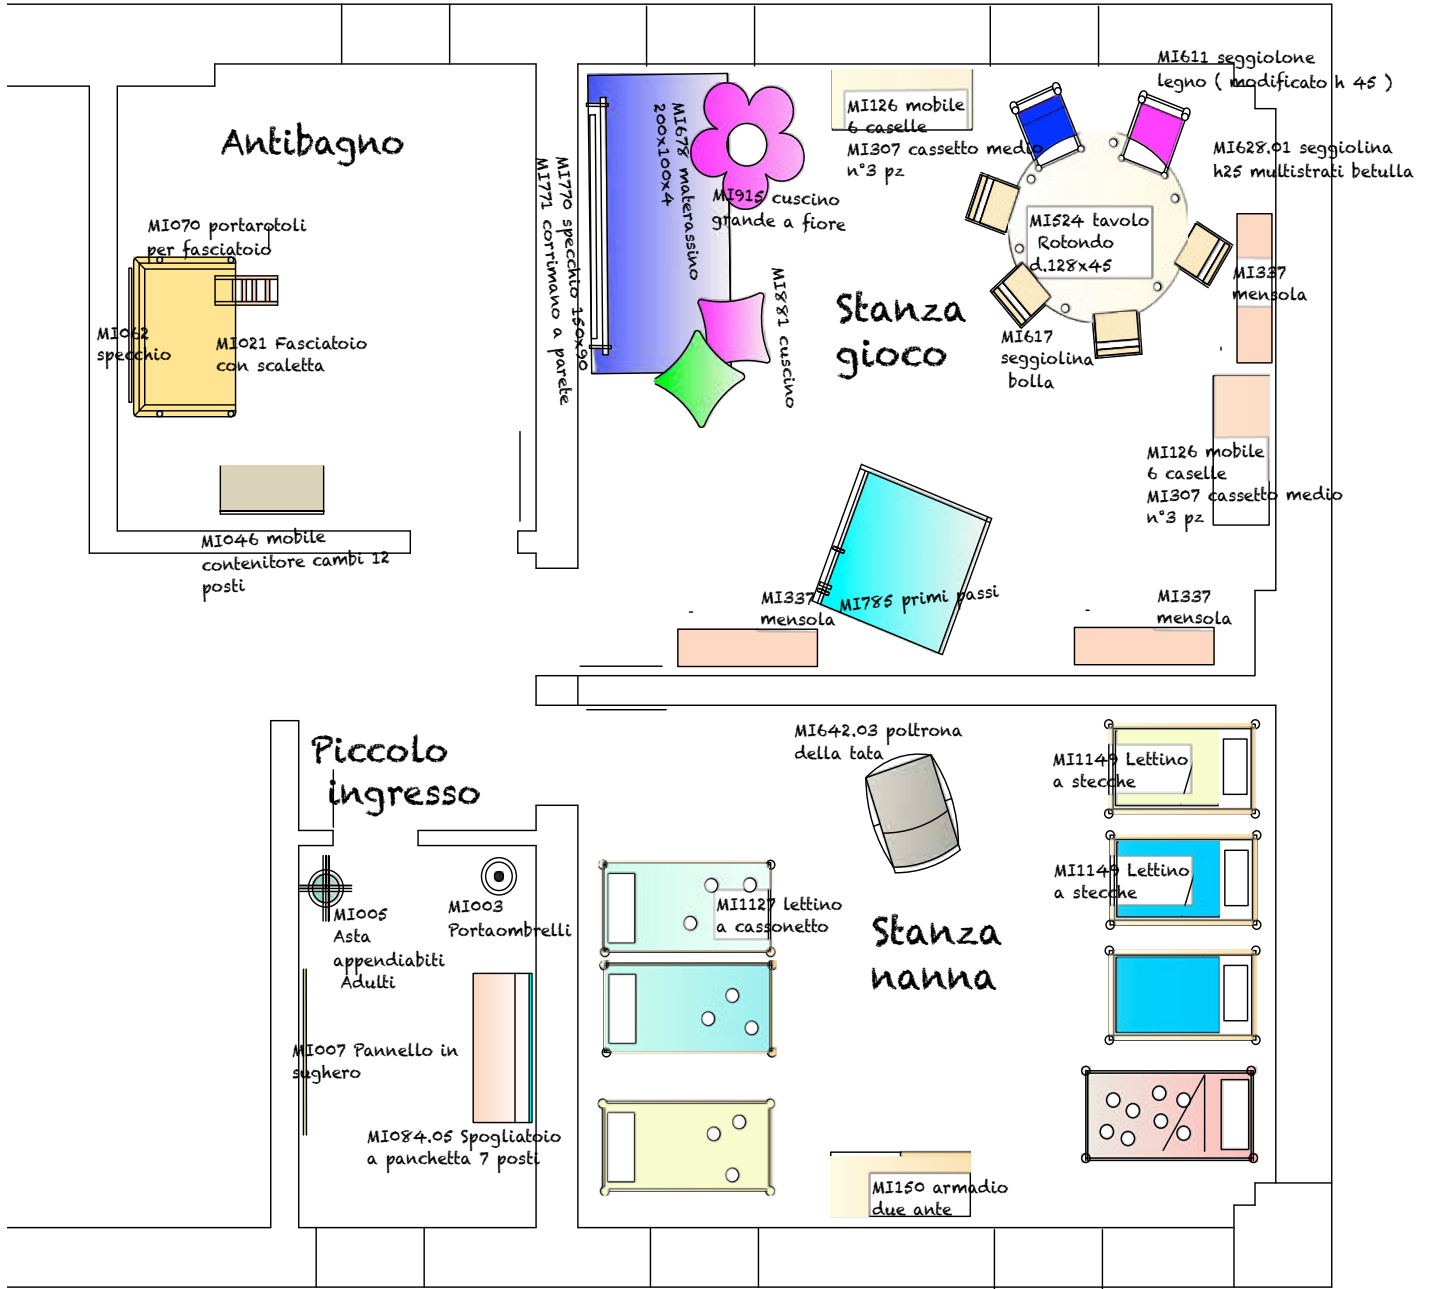 MI611 seggiolone
legno ( modificato h 45 )
MI126 mobile
6 caselle
MI307 cassetto medio
n°3 pz
MI628.01 seggiolina
h25 multistrati betulla
Antibagno
MI070 portarotoli
per fasciatoio
MI062
specchio
MI021 Fasciatoio
con scaletta
MI046 mobile
contenitore cambi 12
posti
MI770 specchio 150x90
MI771 corrimano a parete
MI678 materassino
200x100x4
MI915 cuscino
grande a fiore
MI881 cuscino
MI524 tavolo
Rotondo
d.128x45
MI337
mensola
Stanza
gioco
MI617
seggiolina
bolla
MI126 mobile
6 caselle
MI307 cassetto medio
n°3 pz
MI337
mensola
MI785 primi passi
MI337
mensola
Piccolo
ingresso
MI005
Asta
appendiabiti
Adulti
MI003
Portaombrelli
MI007 Pannello in
sughero
MI084.05 Spogliatoio
a panchetta 7 posti
MI642.03 poltrona
della tata
MI1149 Lettino
a stecche
MI1149 Lettino
a stecche
MI1127 lettino
a cassonetto
Stanza
nanna
MI150 armadio
due ante